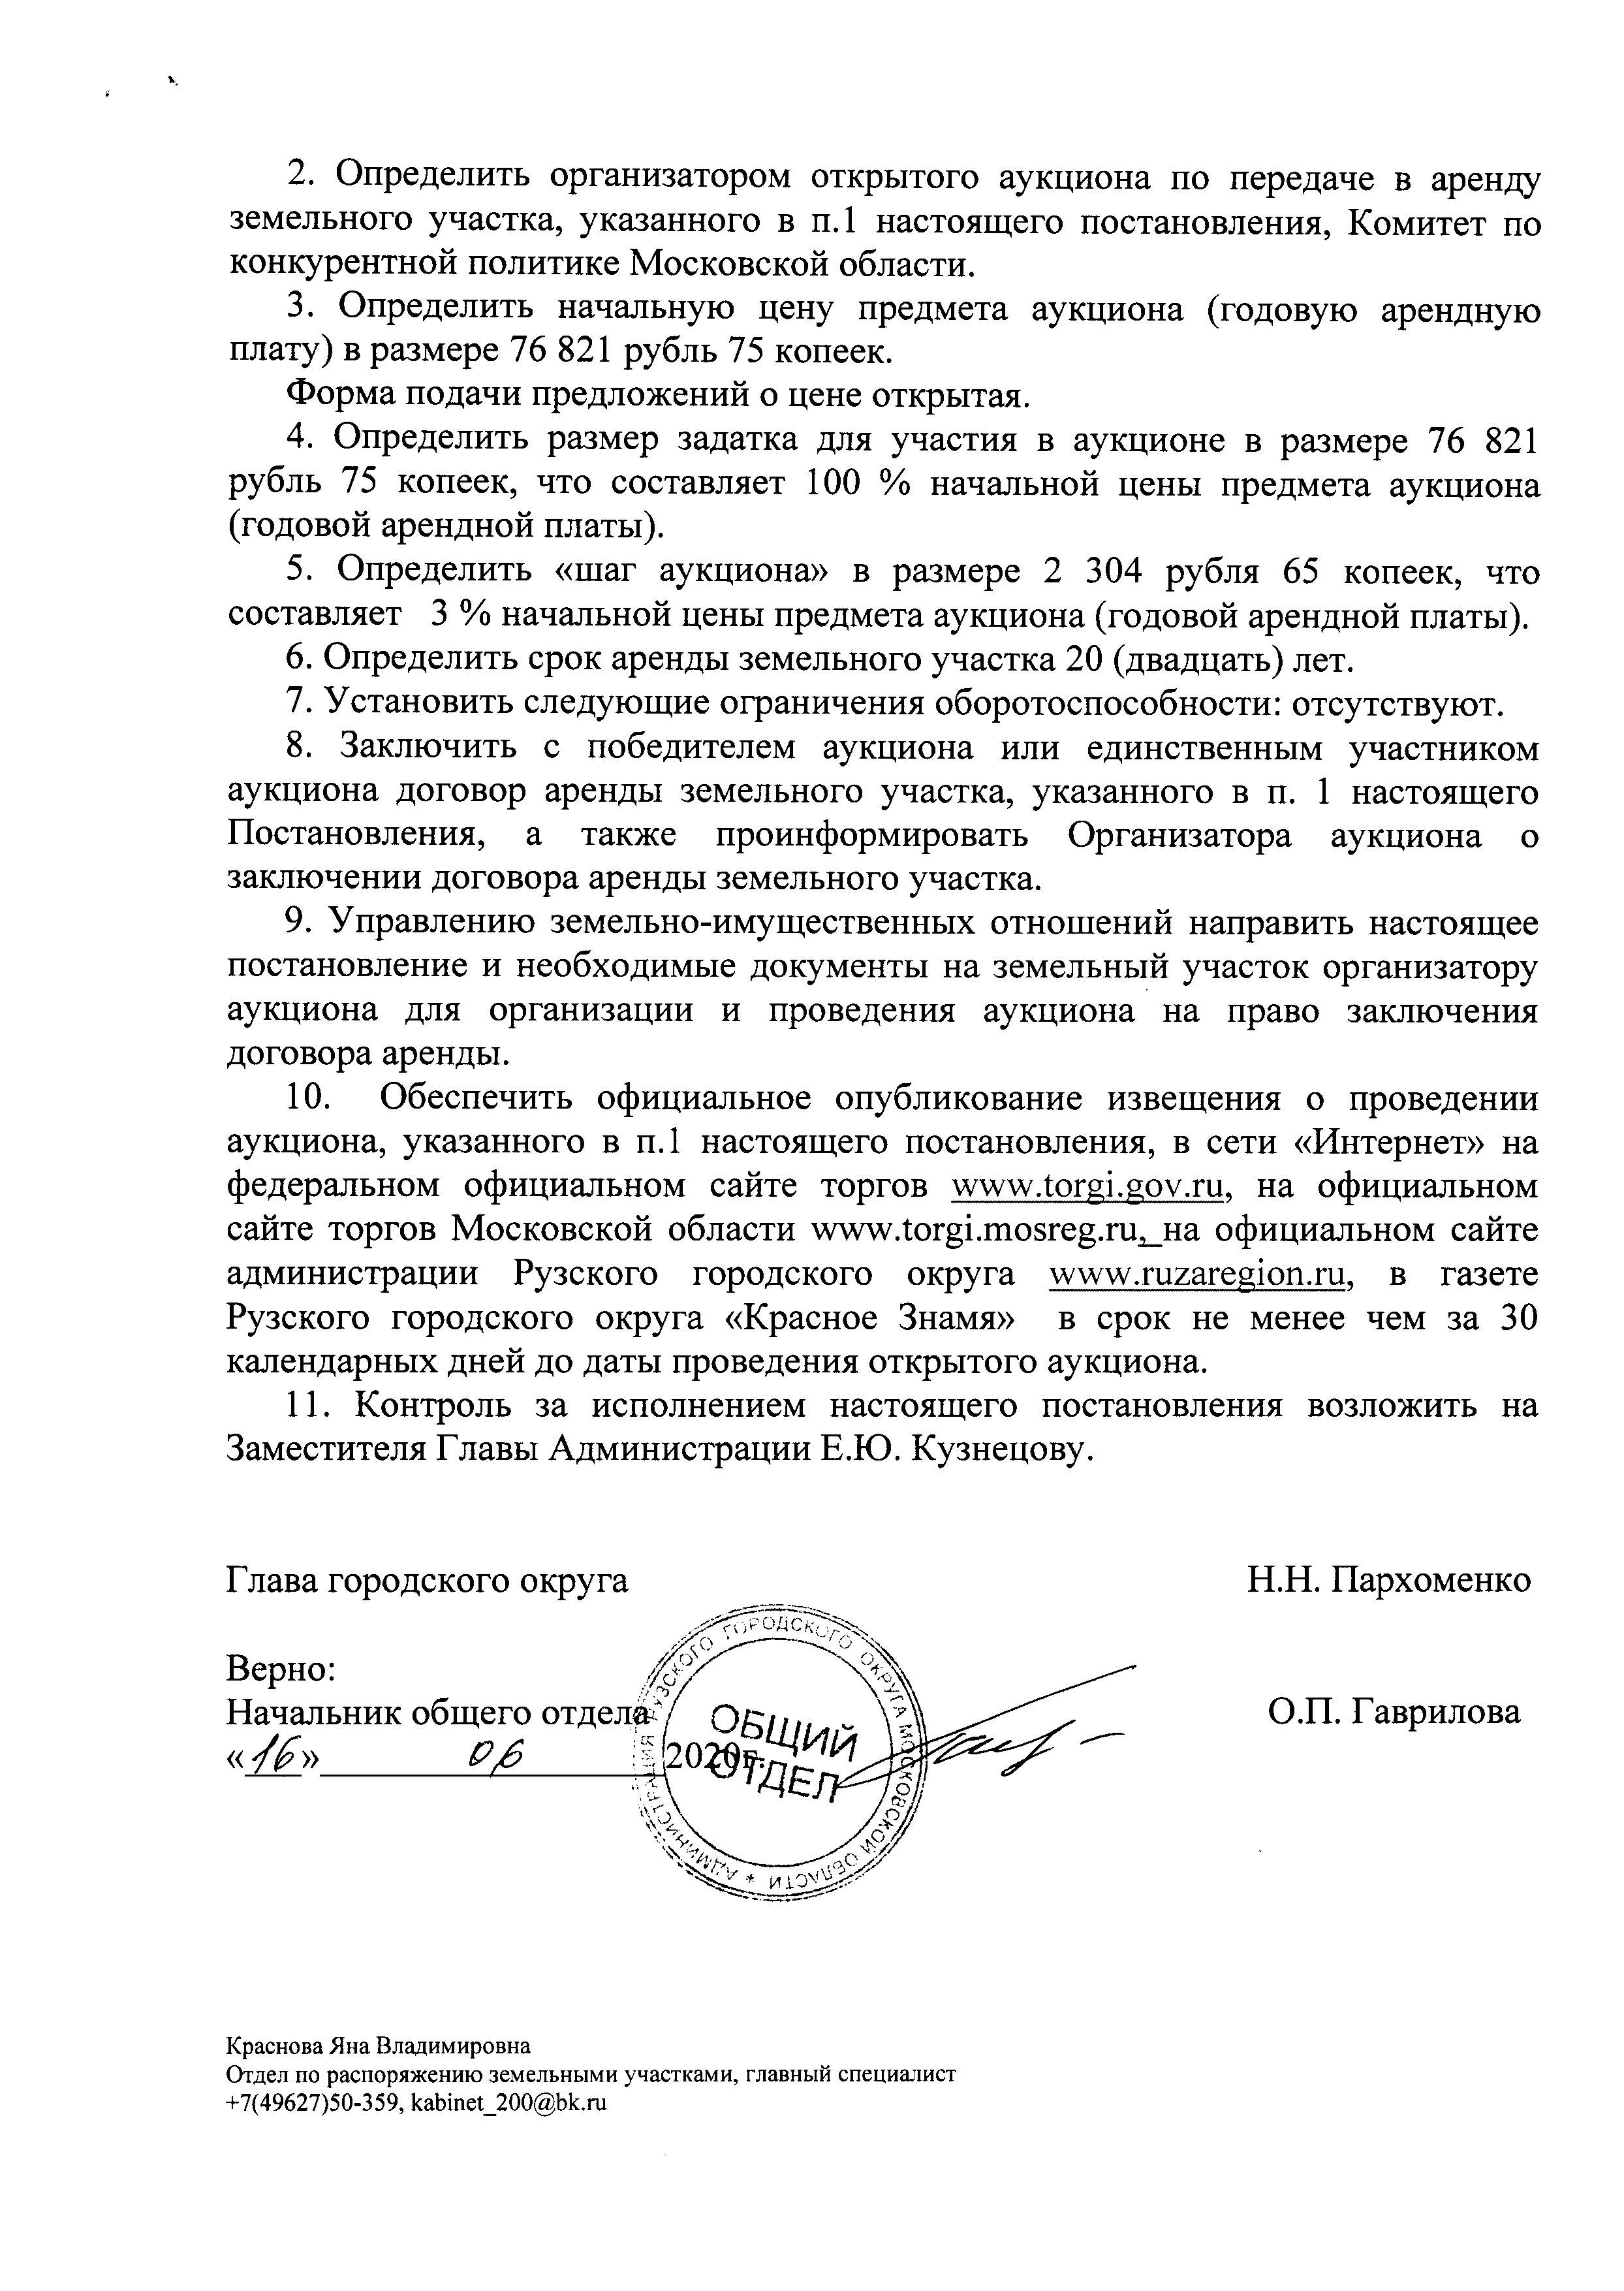 2. Определить организатором открытого аукциона по передаче в аренду
земельного участка, указанного в п.1 настоящего постановления, Комитет по
конкурентной политике Московской области.
3. Определить начальную цену предмета аукциона (годовую арендную
плату) в размере 76 821 рубль 75 копеек.
Форма подачи предложений о цене открытая.
4. Определить размер задатка для участия в аукционе в размере 76 821
рубль 75 копеек, что составляет 100 % начальной цены предмета аукциона
(годовой арендной платы).
5. Определить «шаг аукциона» в размере 2 304 рубля 65 копеек, что
составляет 3 % начальной цены предмета аукциона (годовой арендной платы).
6. Определить срок аренды земельного участка 20 (двадцать) лет.
7. Установить следующие ограничения оборотоспособности: отсутствуют.
8. Заключить с победителем аукциона или единственным участником
аукциона договор аренды земельного участка, указанного в п. 1 настоящего
Постановления, а также проинформировать Организатора аукциона о
заключении договора аренды земельного участка.
9. Управлению земельно-имущественных отношений направить настоящее
постановление и необходимые документы на земельный участок организатору
аукциона для организации и проведения аукциона на право заключения
договора аренды.
10. Обеспечить официальное опубликование извещения о проведении
аукциона, указанного в п.1 настоящего постановления, в сети «Интернет» на
федеральном официальном сайте торгов www.torgi.gov.ru, на официальном
сайте торгов Московской области www.torgi.mosreg.ru, на официальном сайте
администрации Рузского городского округа www.ruzaregion.ru, в газете
Рузского городского округа «Красное Знамя» в срок не менее чем за 30
календарных дней до даты проведения открытого аукциона.
11. Контроль за исполнением настоящего постановления возложить на
Заместителя Главы Администрации Е.Ю. Кузнецову.
Глава городского округа Н.Н. Пархоменко
Верно:
Начальник общего отдела О.П. Гаврилова
«16» 06 2020г.
АДМИНИСТРАЦИЯ РУЗСКОГО ГОРОДСКОГО ОКРУГА МОСКОВСКОЙ ОБЛАСТИ *
ОБЩИЙ
ОТДЕЛ
Краснова Яна Владимировна
Отдел по распоряжению земельными участками, главный специалист
+7(49627)50-359, kabinet_200@bk.ru